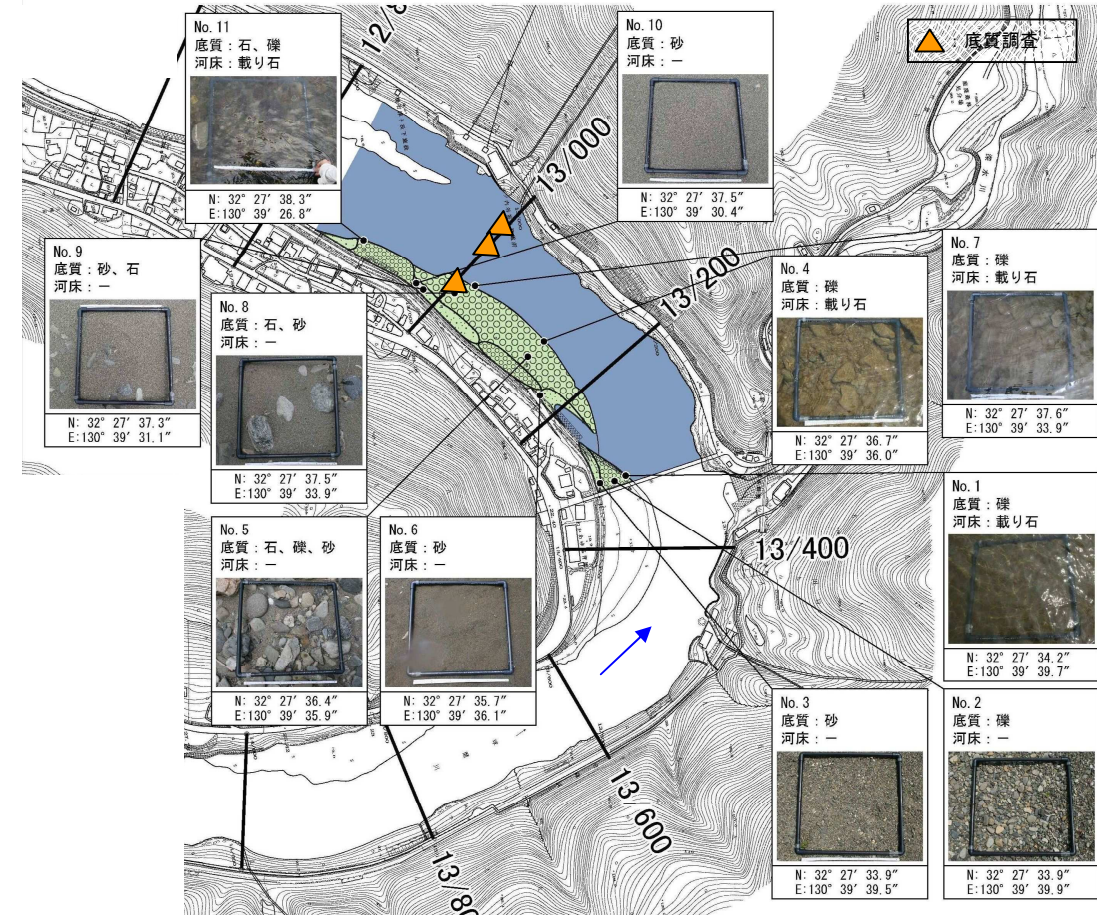 No. 11
底質：石、礫
河床：載り石
N: 32° 27′ 38.3″
E:130° 39′ 26.8″
No. 10
底質：砂
河床：－
N: 32° 27′ 37.5″
E:130° 39′ 30.4″
：底質調査
No. 9
底質：砂、石
河床：－
N: 32° 27′ 37.3″
E:130° 39′ 31.1″
No. 8
底質：石、砂
河床：－
N: 32° 27′ 37.5″
E:130° 39′ 33.9″
No. 4
底質：礫
河床：載り石
N: 32° 27′ 36.7″
E:130° 39′ 36.0″
No. 7
底質：礫
河床：載り石
N: 32° 27′ 37.6″
E:130° 39′ 33.9″
No. 5
底質：石、礫、砂
河床：－
N: 32° 27′ 36.4″
E:130° 39′ 35.9″
No. 6
底質：砂
河床：－
N: 32° 27′ 35.7″
E:130° 39′ 36.1″
No. 1
底質：礫
河床：載り石
N: 32° 27′ 34.2″
E:130° 39′ 39.7″
No. 3
底質：砂
河床：－
N: 32° 27′ 33.9″
E:130° 39′ 39.5″
No. 2
底質：礫
河床：－
N: 32° 27′ 33.9″
E:130° 39′ 39.9″
12/8
13/000
13/200
13/400
13/600
13/80